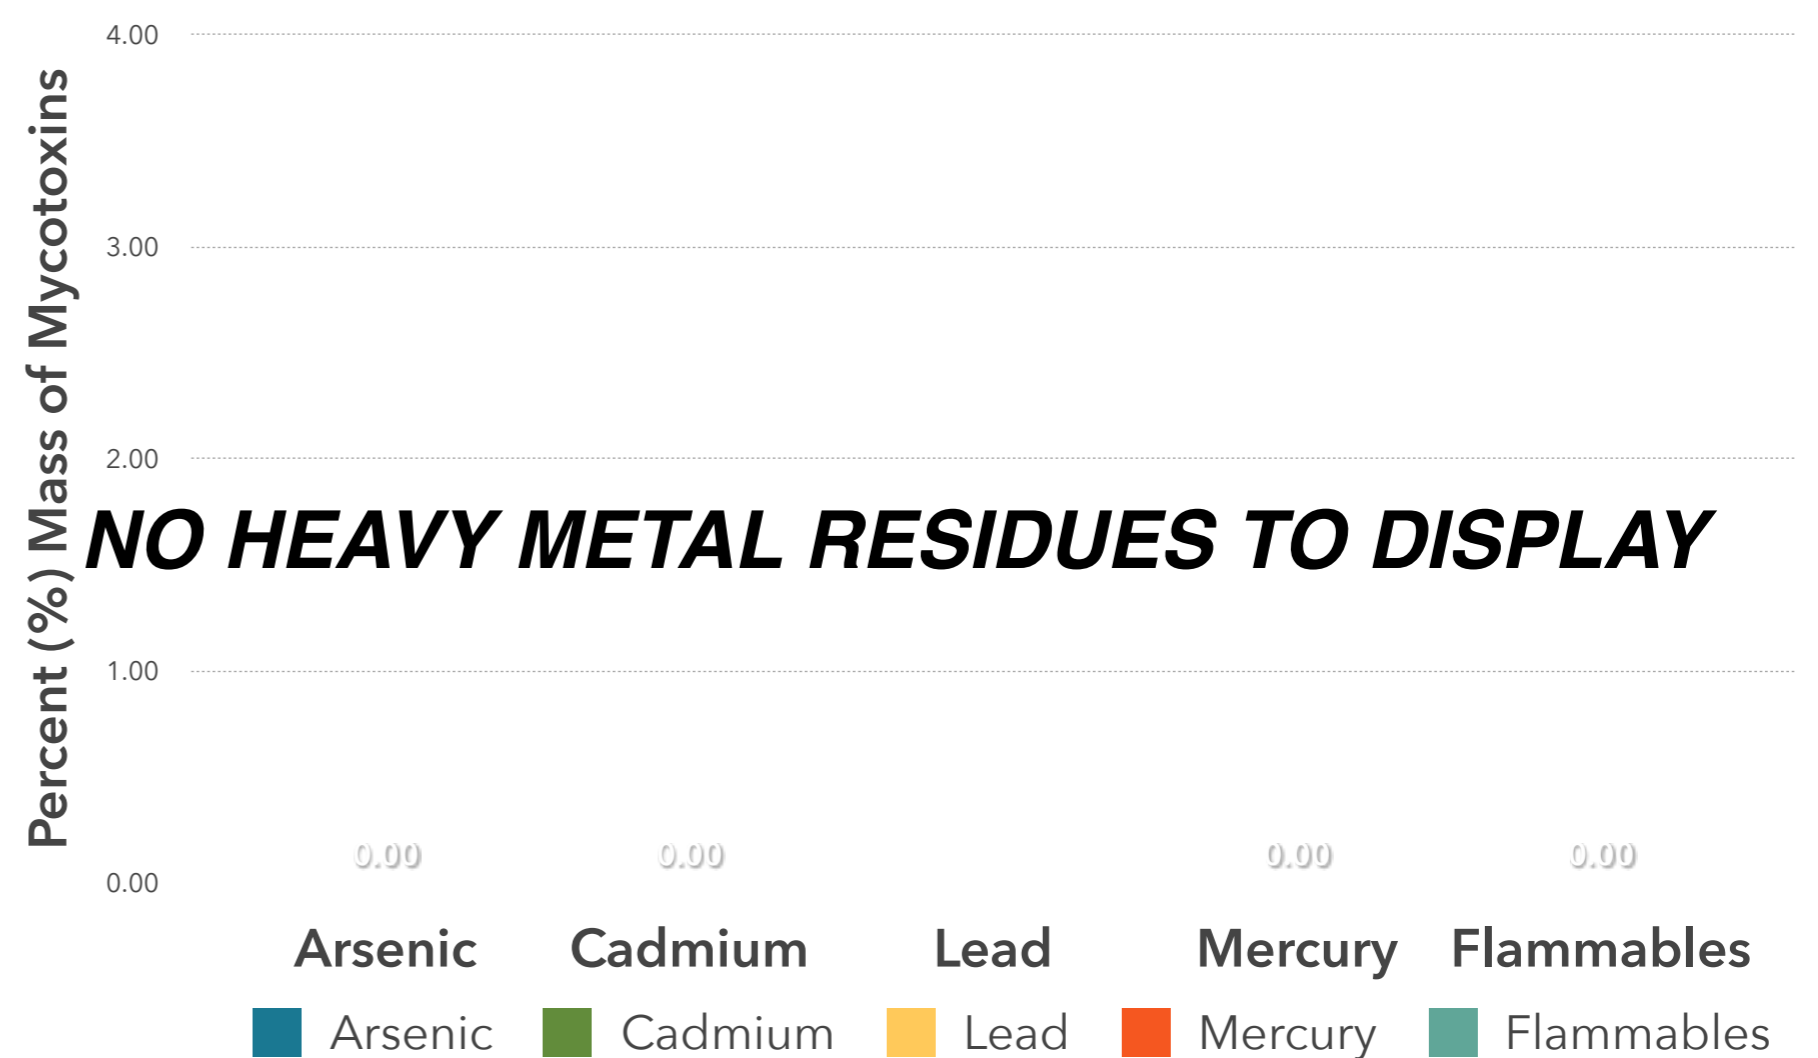 Percent (%) Mass of Mycotoxins
4.00
3.00
2.00
NO HEAVY METAL RESIDUES TO DISPLAY
1.00
0.00 0.00 0.00 0.00
0.00
Arsenic Cadmium Lead Mercury Flammables
Arsenic Cadmium Lead Mercury Flammables